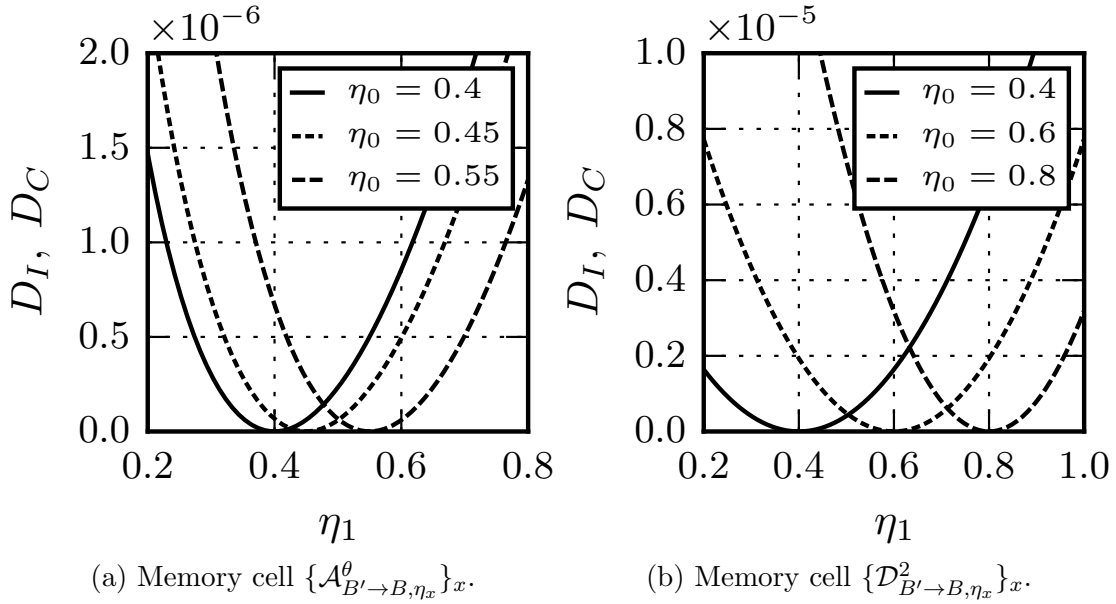 ×10⁻⁶
2.0
1.5
1.0
0.5
0.0
D_I, D_C
η₀ = 0.4
η₀ = 0.45
η₀ = 0.55
0.2 0.4 0.6 0.8
η₁
(a) Memory cell {𝒜^θ_{B′→B,η_x}}_x.
×10⁻⁵
1.0
0.8
0.6
0.4
0.2
0.0
D_I, D_C
η₀ = 0.4
η₀ = 0.6
η₀ = 0.8
0.2 0.4 0.6 0.8 1.0
η₁
(b) Memory cell {𝒟²_{B′→B,η_x}}_x.